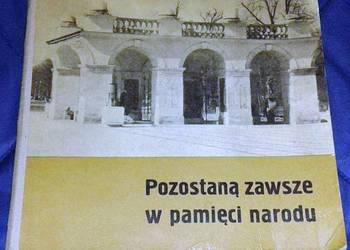 Pozostaną zawsze
w pamięci narodu